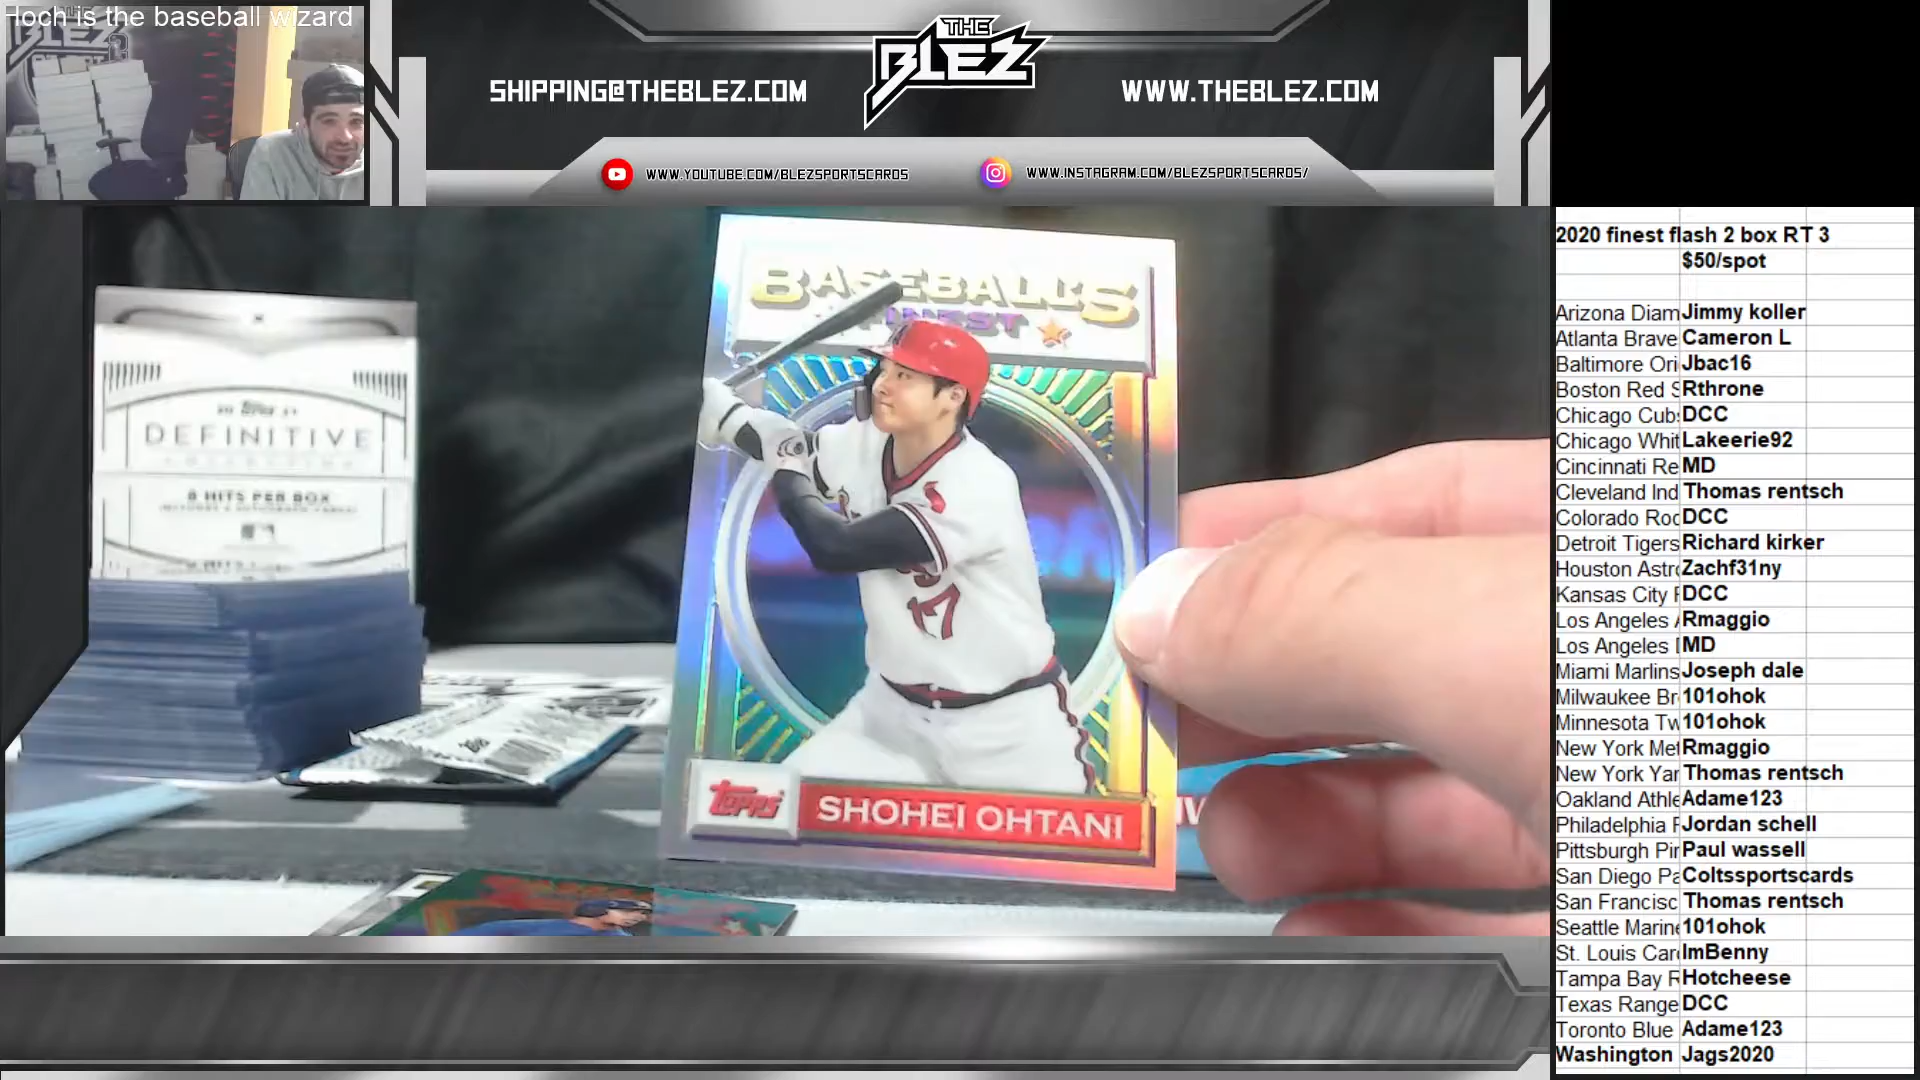 Hoch is the baseball wizard
THE
BLEZ
SHIPPING@THEBLEZ.COM
WWW.THEBLEZ.COM
WWW.YOUTUBE.COM/BLEZSPORTSCARDS
WWW.INSTAGRAM.COM/BLEZSPORTSCARDS/
DEFINITIVE
8 HITS PER BOX
BASEBALL'S
FINEST
17
TOPPS
SHOHEI OHTANI
2020 finest flash 2 box RT 3
$50/spot
Arizona Diam Jimmy koller
Atlanta Brave Cameron L
Baltimore Ori Jbac16
Boston Red S Rthrone
Chicago Cubs DCC
Chicago Whit Lakeerie92
Cincinnati Re MD
Cleveland Ind Thomas rentsch
Colorado Roc DCC
Detroit Tigers Richard kirker
Houston Astro Zachf31ny
Kansas City R DCC
Los Angeles A Rmaggio
Los Angeles D MD
Miami Marlins Joseph dale
Milwaukee Br 101ohok
Minnesota Tw 101ohok
New York Met Rmaggio
New York Yan Thomas rentsch
Oakland Athle Adame123
Philadelphia P Jordan schell
Pittsburgh Pir Paul wassell
San Diego Pa Coltssportscards
San Francisc Thomas rentsch
Seattle Marine 101ohok
St. Louis Card ImBenny
Tampa Bay R Hotcheese
Texas Range DCC
Toronto Blue Adame123
Washington Jags2020